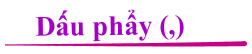 Dấu phẩy (,)